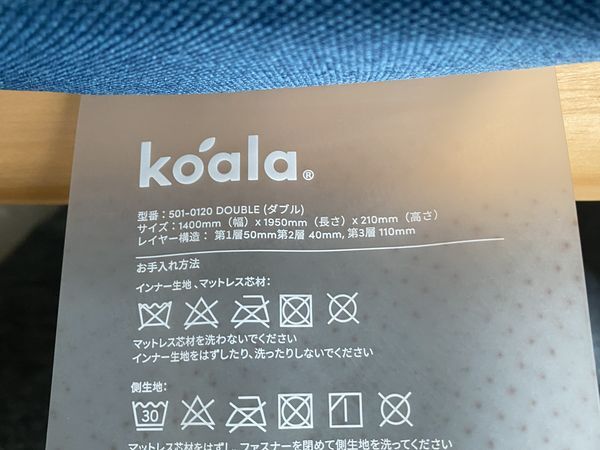 koala®
型番：501-0120 DOUBLE (ダブル)
サイズ：1400mm（幅）x 1950mm（長さ）x 210mm（高さ）
レイヤー構造： 第1層50mm第2層 40mm, 第3層 110mm
お手入れ方法
インナー生地、マットレス芯材：
マットレス芯材を洗わないでください
インナー生地をはずしたり、洗ったりしないでください
側生地：
30
マットレス芯材をはずし、ファスナーを閉めて側生地を洗ってください